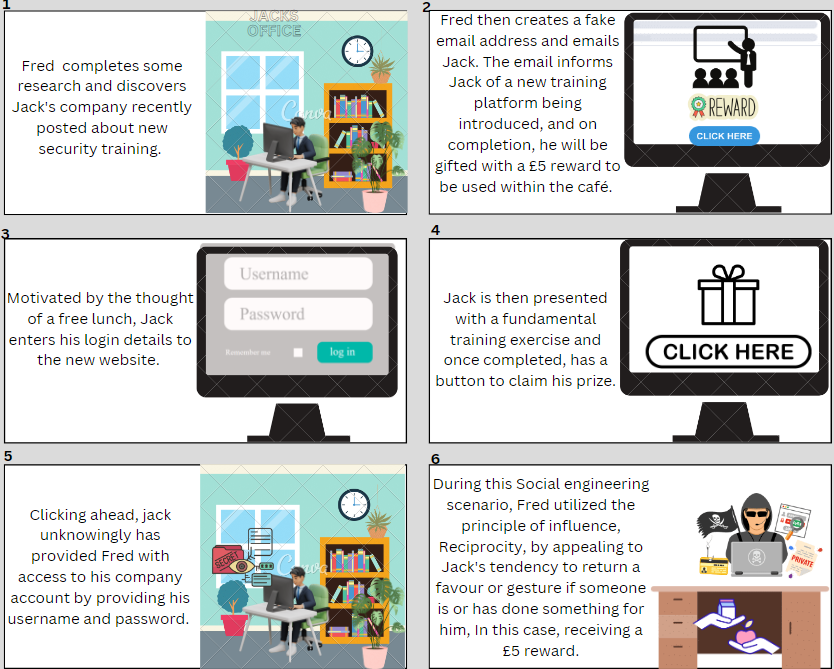 1
JACKS
OFFICE
Fred completes some
research and discovers
Jack's company recently
posted about new
security training.
Canva
2
Fred then creates a fake
email address and emails
Jack. The email informs
Jack of a new training
platform being
introduced, and on
completion, he will be
gifted with a £5 reward to
be used within the café.
REWARD
CLICK HERE
3
Motivated by the thought
of a free lunch, Jack
enters his login details to
the new website.
Username
Password
Remember me
log in
4
Jack is then presented
with a fundamental
training exercise and
once completed, has a
button to claim his prize.
CLICK HERE
5
Clicking ahead, jack
unknowingly has
provided Fred with
access to his company
account by providing his
username and password.
SECRET
Canva
6
During this Social engineering
scenario, Fred utilized the
principle of influence,
Reciprocity, by appealing to
Jack's tendency to return a
favour or gesture if someone
is or has done something for
him, In this case, receiving a
£5 reward.
PRIVATE